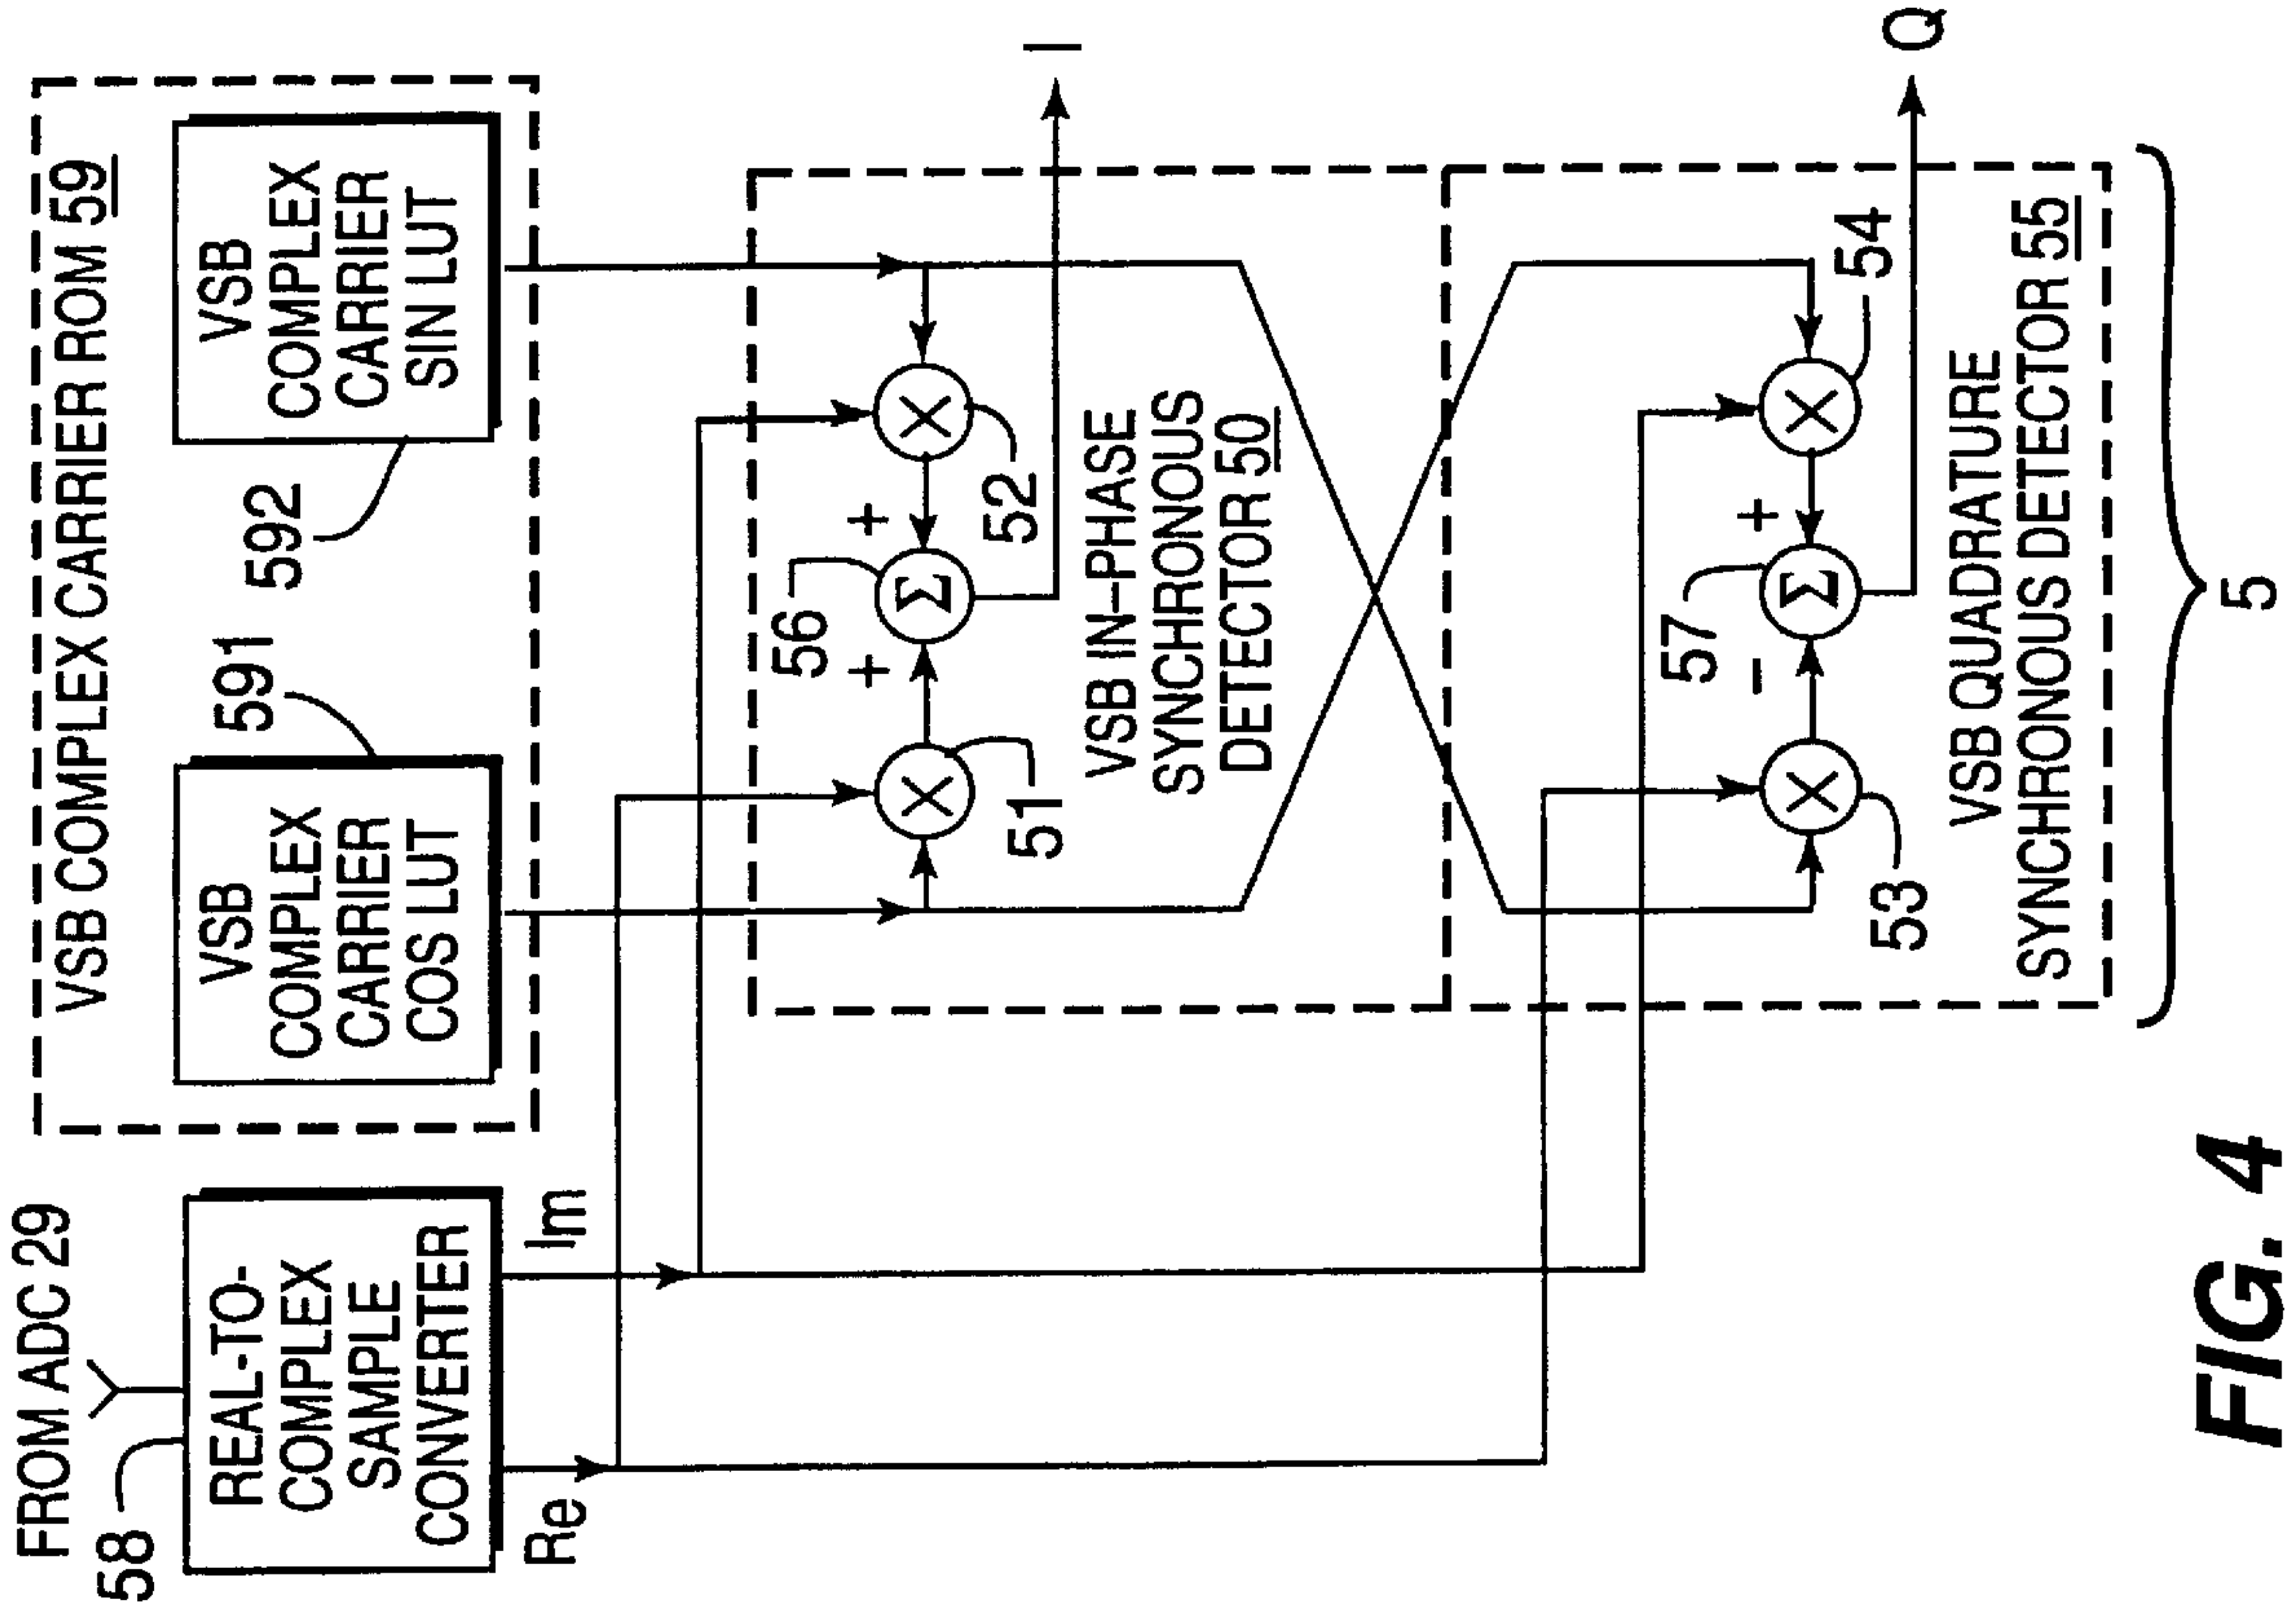 FROM ADC 29
58
REAL-TO-
COMPLEX
SAMPLE
CONVERTER
Re
Im
VSB COMPLEX CARRIER ROM 59
591
VSB
COMPLEX
CARRIER
COS LUT
592
VSB
COMPLEX
CARRIER
SIN LUT
56
+
+
Σ
X
X
51
52
VSB IN-PHASE
SYNCHRONOUS
DETECTOR 50
I
57
-
+
Σ
X
X
53
54
VSB QUADRATURE
SYNCHRONOUS DETECTOR 55
Q
5
FIG. 4